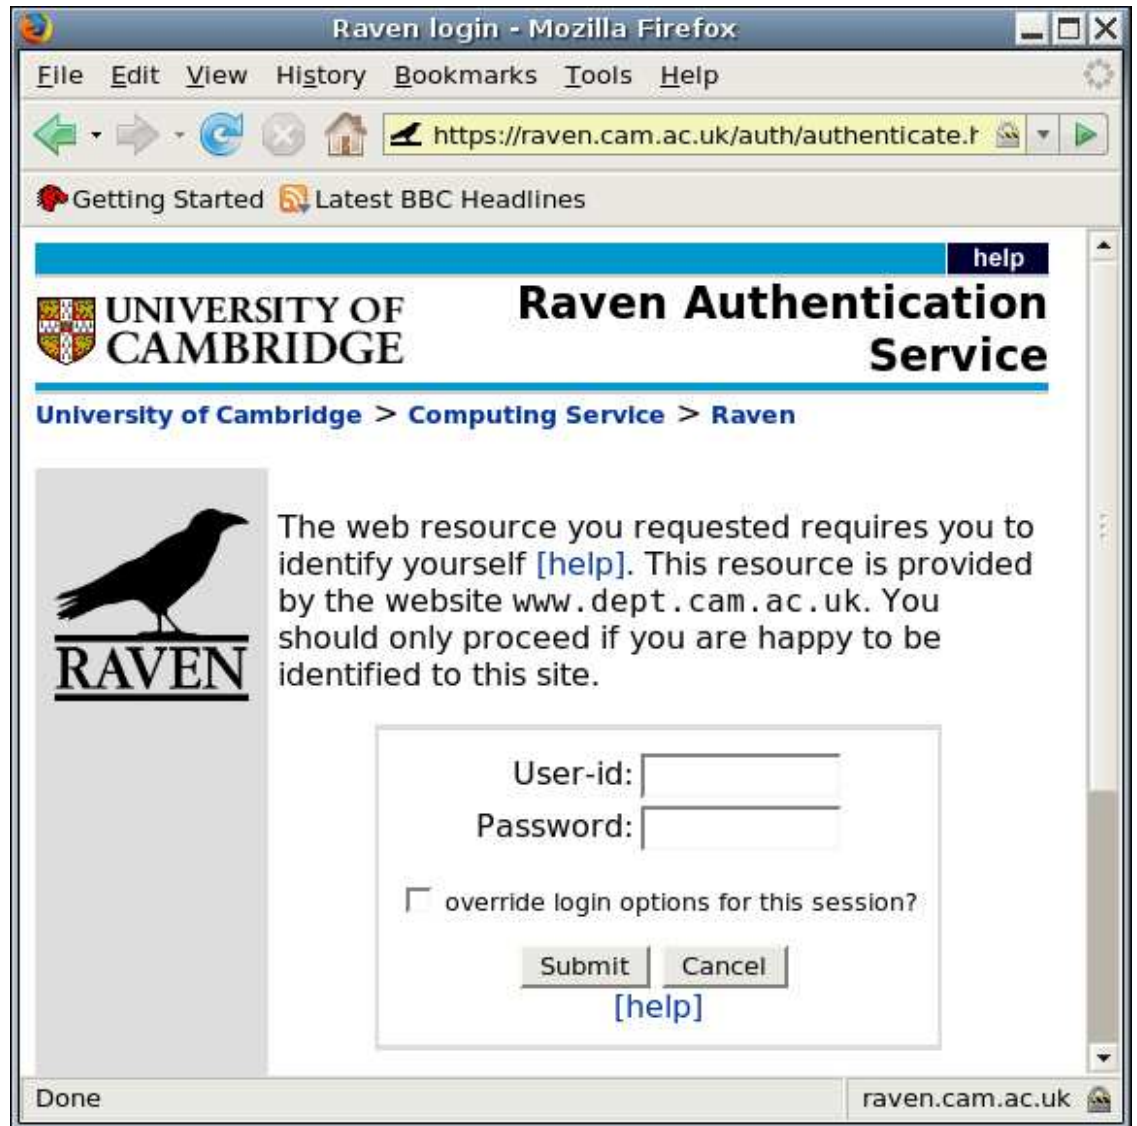 Raven login - Mozilla Firefox
File Edit View History Bookmarks Tools Help
https://raven.cam.ac.uk/auth/authenticate.h
Getting Started Latest BBC Headlines
help
UNIVERSITY OF
CAMBRIDGE
Raven Authentication
Service
University of Cambridge > Computing Service > Raven
RAVEN
The web resource you requested requires you to
identify yourself [help]. This resource is provided
by the website www.dept.cam.ac.uk. You
should only proceed if you are happy to be
identified to this site.
User-id:
Password:
override login options for this session?
Submit Cancel
[help]
Done raven.cam.ac.uk